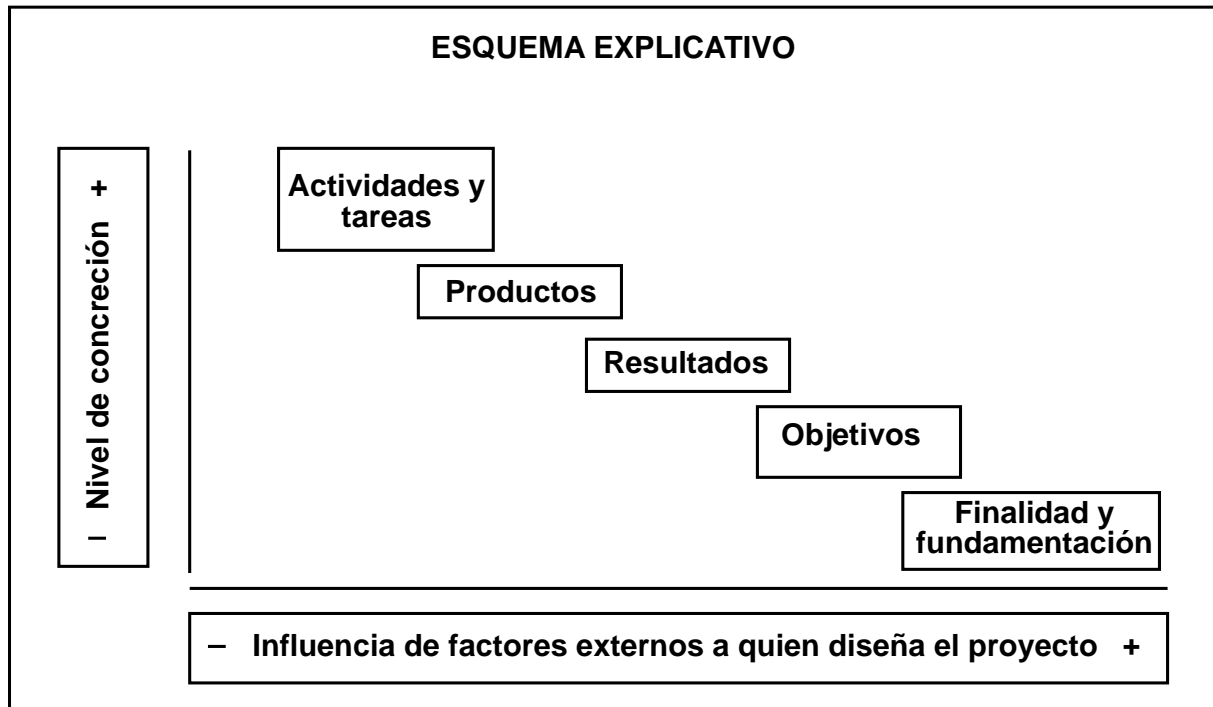 ESQUEMA EXPLICATIVO
– Nivel de concreción +
Actividades y
tareas
Productos
Resultados
Objetivos
Finalidad y
fundamentación
– Influencia de factores externos a quien diseña el proyecto +